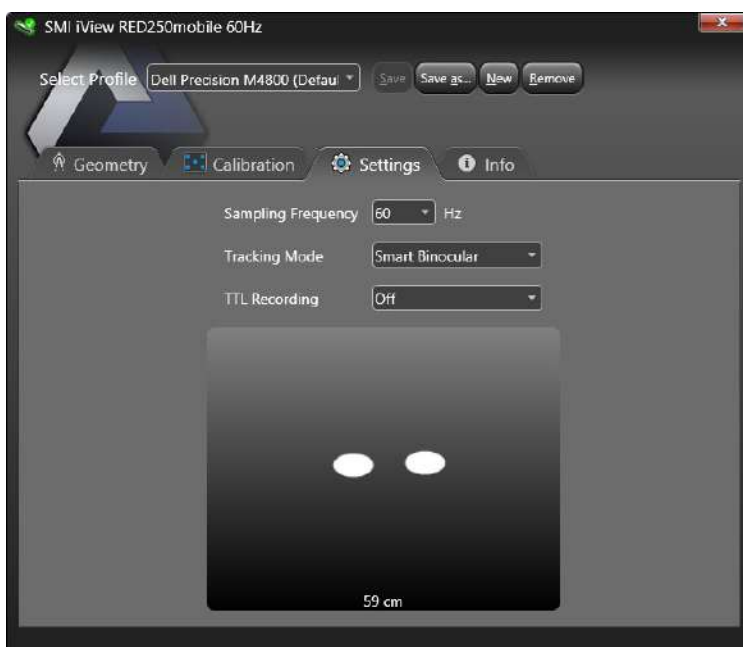 SMI iView RED250mobile 60Hz
x
Select Profile Dell Precision M4800 (Defaul Save Save as... New Remove
Geometry Calibration Settings Info
Sampling Frequency 60 Hz
Tracking Mode Smart Binocular
TTL Recording Off
59 cm